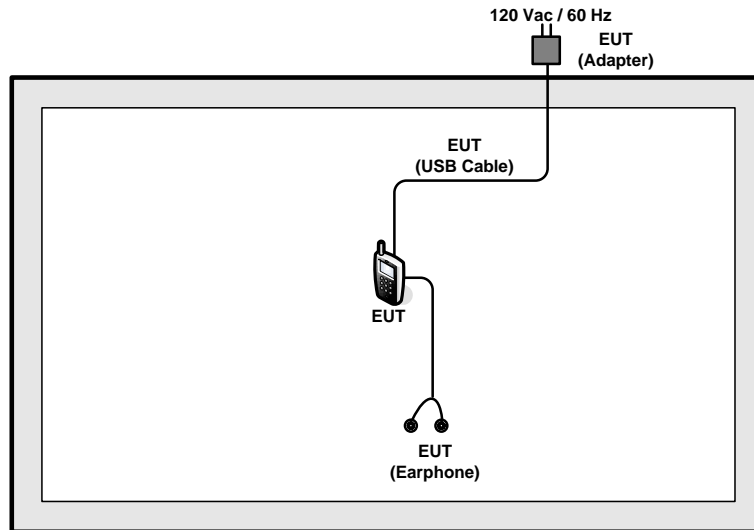 120 Vac / 60 Hz
EUT
(Adapter)
EUT
(USB Cable)
EUT
EUT
(Earphone)